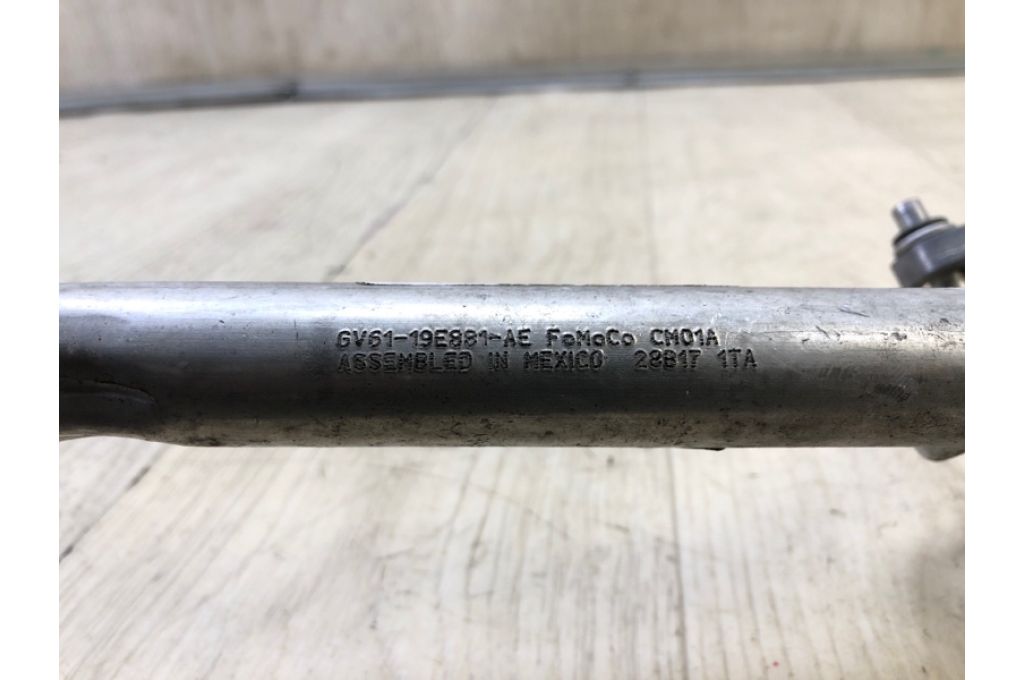 GV61-19E881-AE FoMoCo CM01A
ASSEMBLED IN MEXICO 28B17 1TA